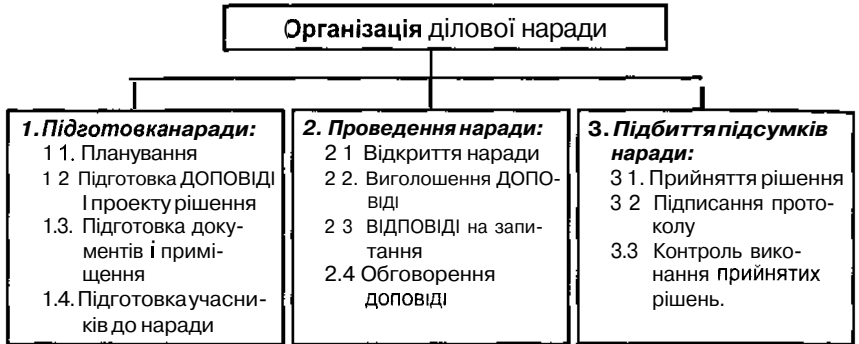 Організація ділової наради
1. Підготовка наради:
1 1. Планування
1 2 Підготовка ДОПОВІДІ
І проекту рішення
1.3. Підготовка доку-
ментів і примі-
щення
1.4. Підготовка учасни-
ків до наради
2. Проведення наради:
2 1 Відкриття наради
2 2. Виголошення ДОПО-
ВІДІ
2 3 ВІДПОВІДІ на запи-
тання
2.4 Обговорення
ДОПОВІДІ
3. Підбиття підсумків
наради:
3 1. Прийняття рішення
3 2 Підписання прото-
колу
3.3 Контроль вико-
нання прийнятих
рішень.